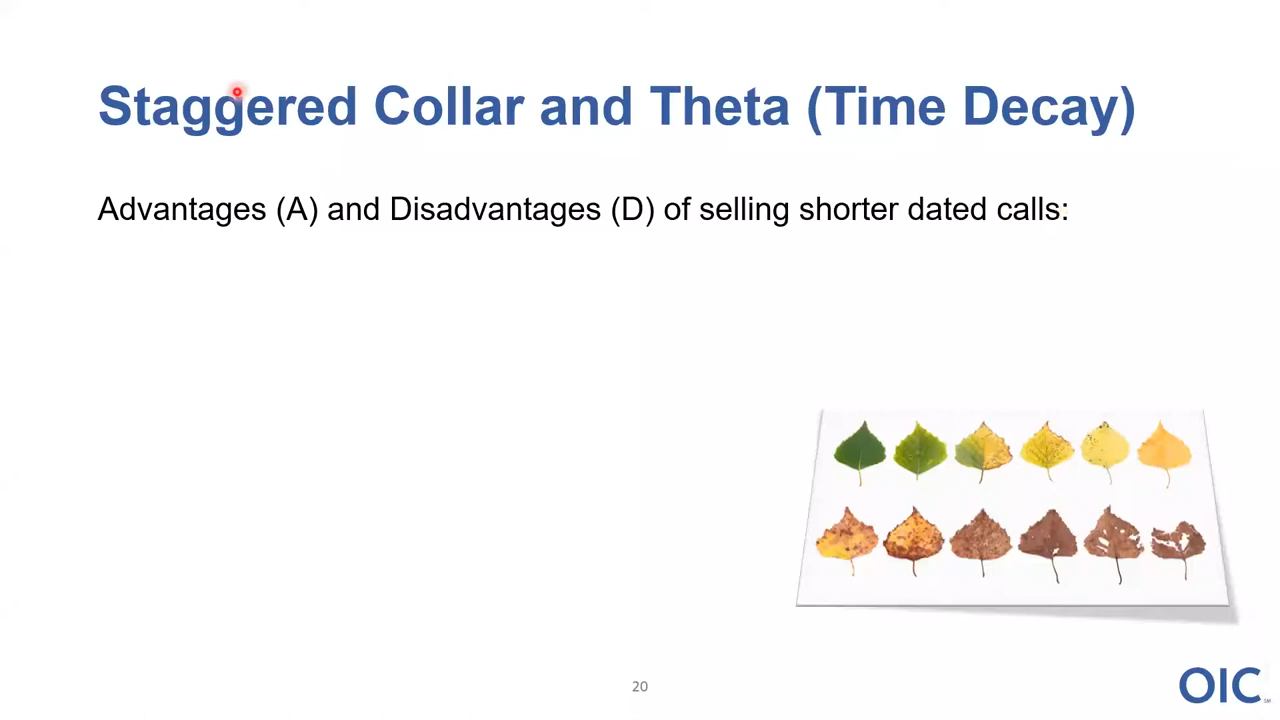 Staggered Collar and Theta (Time Decay)
Advantages (A) and Disadvantages (D) of selling shorter dated calls:
20
OIC